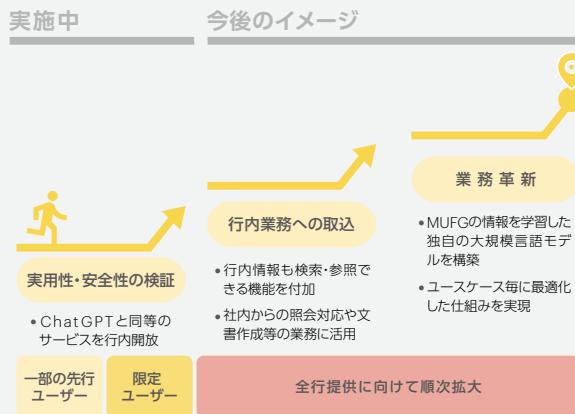 実施中
今後のイメージ
実用性・安全性の検証
•ChatGPTと同等の
サービスを行内開放
行内業務への取込
•行内情報も検索・参照で
きる機能を付加
•社内からの照会対応や文
書作成等の業務に活用
業務革新
•MUFGの情報を学習した
独自の大規模言語モデ
ルを構築
•ユースケース毎に最適化
した仕組みを実現
一部の先行
ユーザー
限定
ユーザー
全行提供に向けて順次拡大